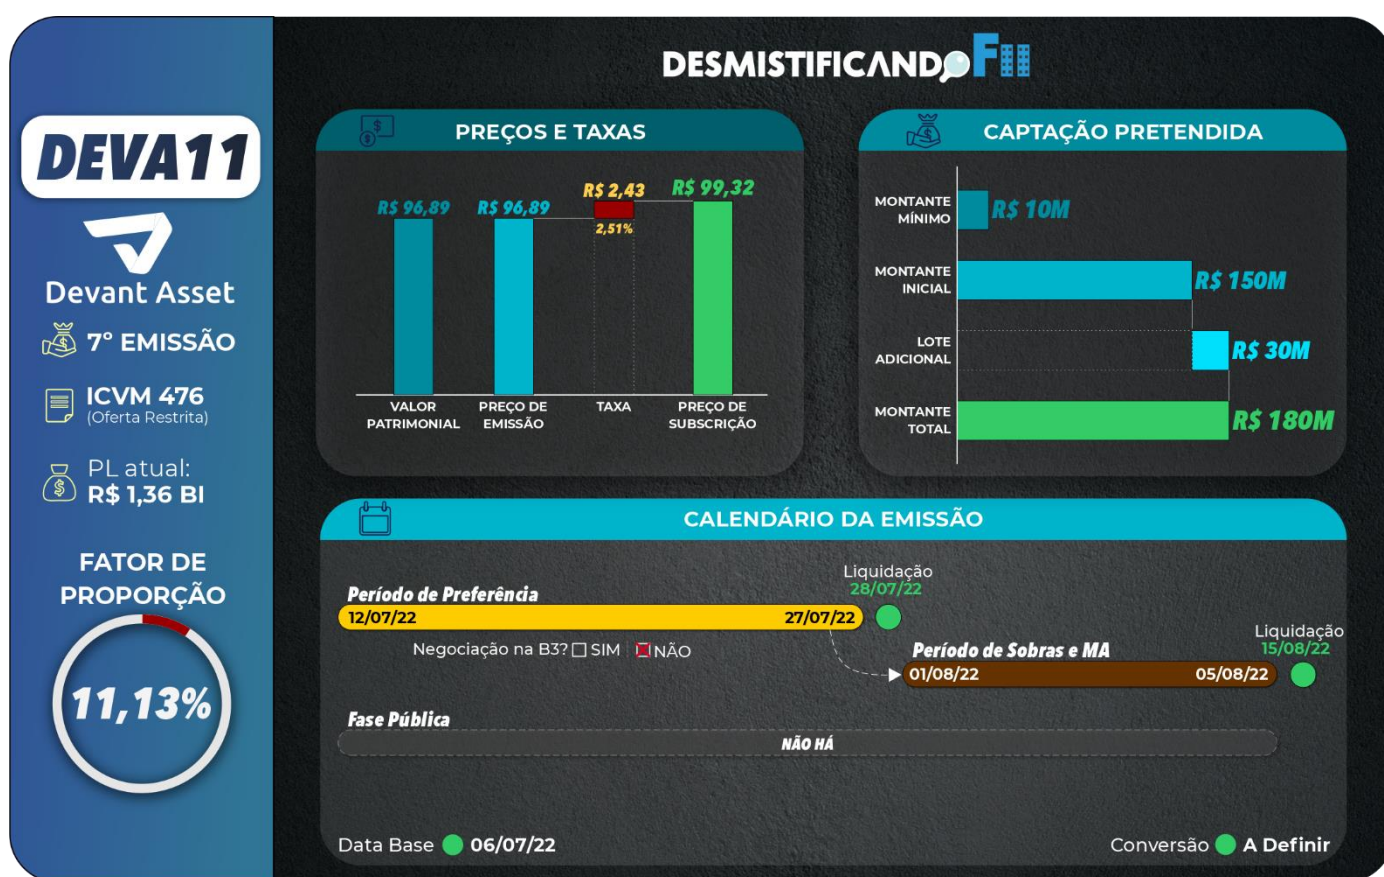 DESMISTIFICANDO FII
DEVA11
Devant Asset
7º EMISSÃO
ICVM 476
(Oferta Restrita)
PL atual:
R$ 1,36 BI
FATOR DE
PROPORÇÃO
11,13%
PREÇOS E TAXAS
R$ 96,89
R$ 96,89
R$ 2,43
2,51%
R$ 99,32
VALOR
PATRIMONIAL
PREÇO DE
EMISSÃO
TAXA
PREÇO DE
SUBSCRIÇÃO
CAPTAÇÃO PRETENDIDA
MONTANTE
MÍNIMO
R$ 10M
MONTANTE
INICIAL
R$ 150M
LOTE
ADICIONAL
R$ 30M
MONTANTE
TOTAL
R$ 180M
CALENDÁRIO DA EMISSÃO
Período de Preferência
12/07/22 27/07/22
Liquidação
28/07/22
Negociação na B3? SIM NÃO
Período de Sobras e MA
01/08/22 05/08/22
Liquidação
15/08/22
Fase Pública
NÃO HÁ
Data Base 06/07/22
Conversão A Definir